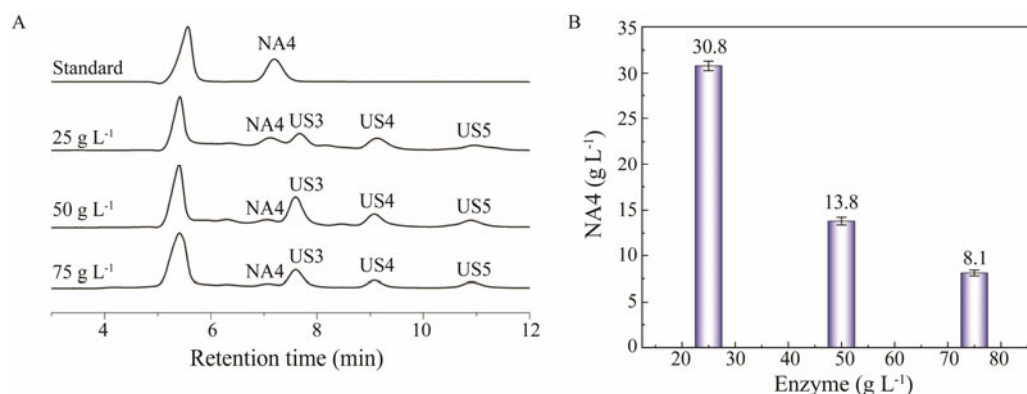 A
Standard
NA4
25 g L⁻¹
NA4
US3
US4
US5
50 g L⁻¹
NA4
US3
US4
US5
75 g L⁻¹
NA4
US3
US4
US5
4 6 8 10 12
Retention time (min)
B
NA4 (g L⁻¹)
35
30
25
20
15
10
5
0
30.8
13.8
8.1
20 30 40 50 60 70 80
Enzyme (g L⁻¹)